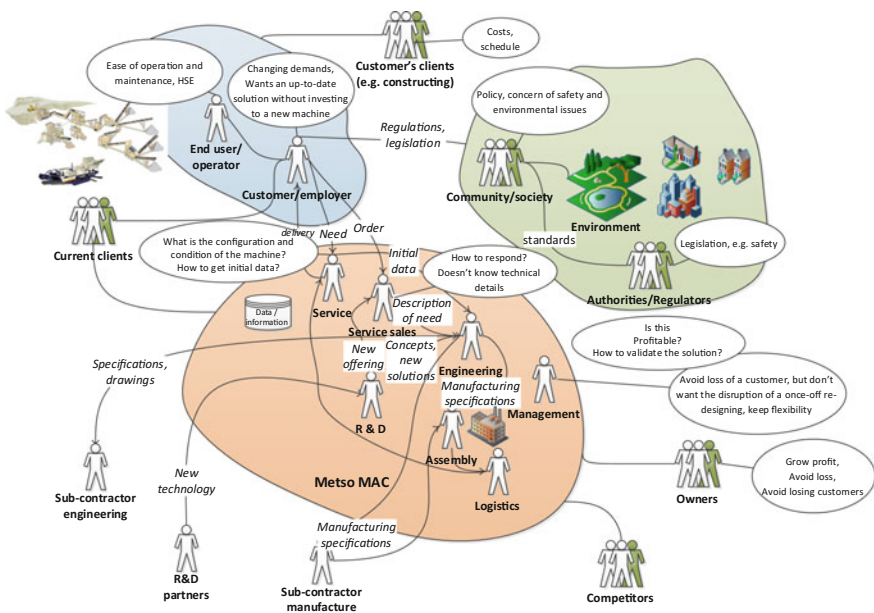 Costs,
schedule
Customer's clients
(e.g. constructing)
Ease of operation and
maintenance, HSE
Changing demands,
Wants an up-to-date
solution without investing
to a new machine
End user/
operator
Customer/employer
Regulations,
legislation
Policy, concern of safety and
environmental issues
Community/society
Environment
standards
Legislation, e.g. safety
Authorities/Regulators
Current clients
delivery
Need
Order
What is the configuration and
condition of the machine?
How to get initial data?
Initial
data
How to respond?
Doesn't know technical
details
Data /
information
Service
Service sales
Description
of need
New
offering
Concepts,
new
solutions
Engineering
Manufacturing
specifications
Management
Is this
Profitable?
How to validate the solution?
Avoid loss of a customer, but don't
want the disruption of a once-off re-
designing, keep flexibility
Specifications,
drawings
R & D
Assembly
Metso MAC
Logistics
Sub-contractor
engineering
New
technology
R&D
partners
Manufacturing
specifications
Sub-contractor
manufacture
Owners
Grow profit,
Avoid loss,
Avoid losing customers
Competitors